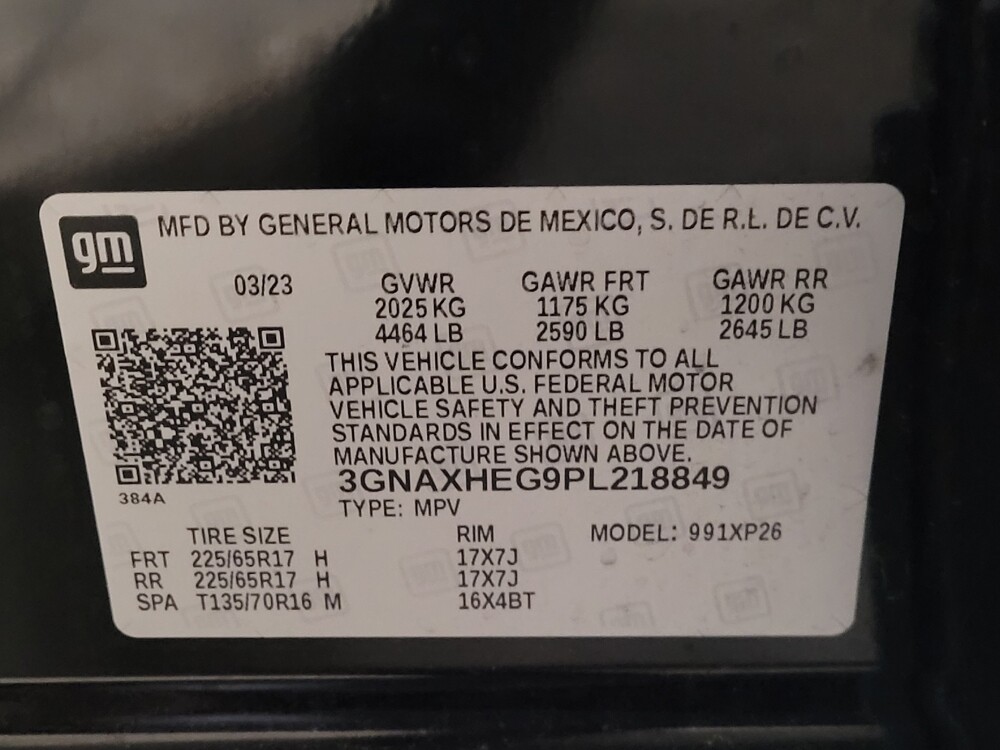 gm
MFD BY GENERAL MOTORS DE MEXICO, S. DE R.L. DE C.V.
03/23 GVWR GAWR FRT GAWR RR
2025 KG 1175 KG 1200 KG
4464 LB 2590 LB 2645 LB
THIS VEHICLE CONFORMS TO ALL
APPLICABLE U.S. FEDERAL MOTOR
VEHICLE SAFETY AND THEFT PREVENTION
STANDARDS IN EFFECT ON THE DATE OF
MANUFACTURE SHOWN ABOVE.
3GNAXHEG9PL218849
384A
TYPE: MPV
TIRE SIZE RIM MODEL: 991XP26
FRT 225/65R17 H 17X7J
RR 225/65R17 H 17X7J
SPA T135/70R16 M 16X4BT